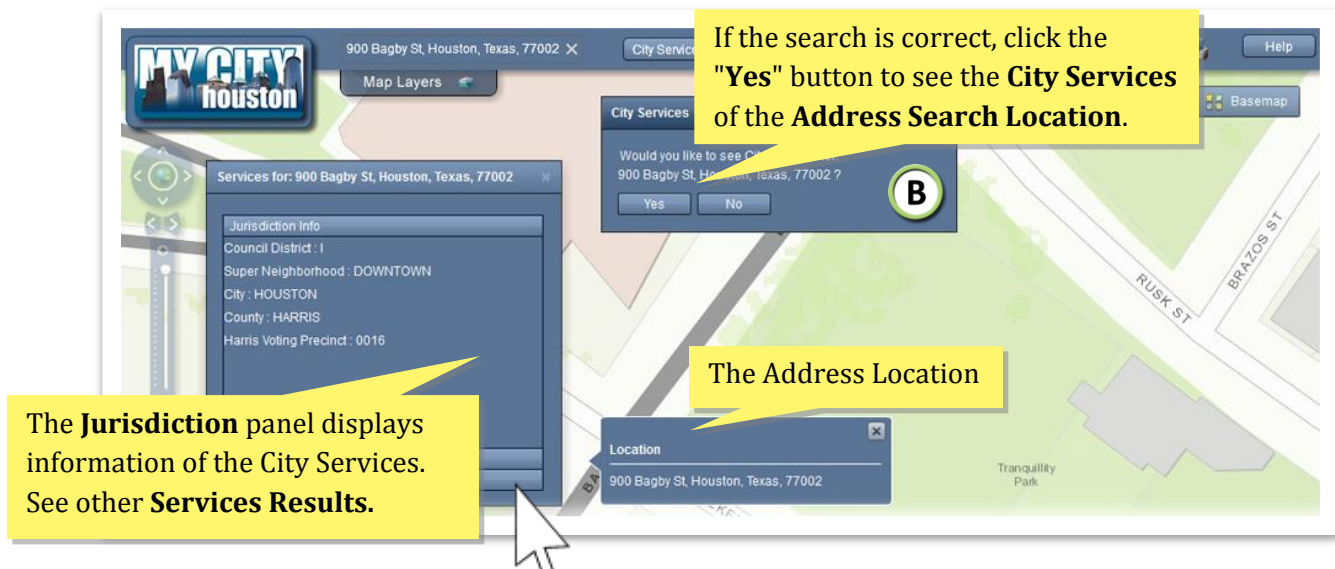 900 Bagby St, Houston, Texas, 77002
City Servic
Help
MY CITY
houston
Map Layers
Basemap
If the search is correct, click the
"Yes" button to see the City Services
of the Address Search Location.
City Services
Would you like to see Ci
900 Bagby St, Houston, Texas, 77002 ?
Yes No
B
Services for: 900 Bagby St, Houston, Texas, 77002
Jurisdiction Info
Council District : I
Super Neighborhood : DOWNTOWN
City : HOUSTON
County : HARRIS
Harris Voting Precinct : 0016
RUSK ST
BRAZOS ST
The Address Location
The Jurisdiction panel displays
information of the City Services.
See other Services Results.
Location
900 Bagby St, Houston, Texas, 77002
Tranquillity
Park
BA